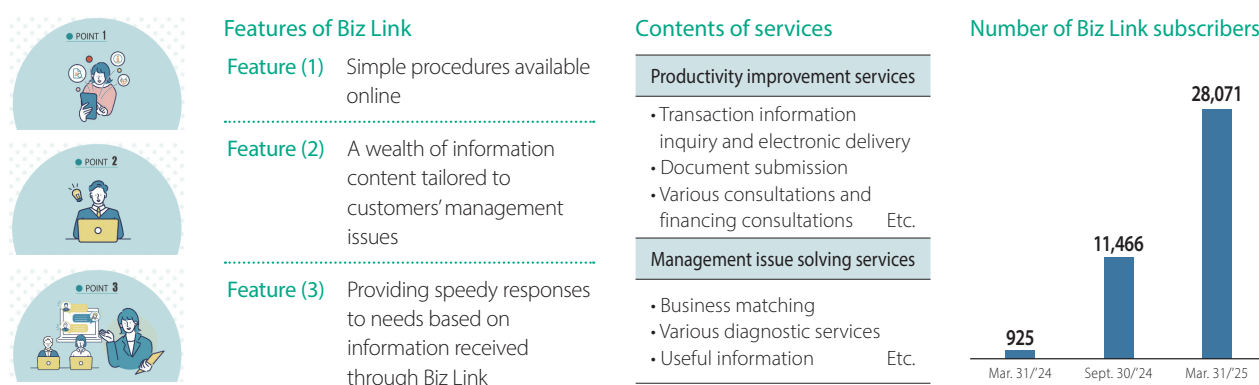 POINT 1
POINT 2
POINT 3
Features of Biz Link
Feature (1) Simple procedures available
online
Feature (2) A wealth of information
content tailored to
customers' management
issues
Feature (3) Providing speedy responses
to needs based on
information received
through Biz Link
Contents of services
Productivity improvement services
• Transaction information
inquiry and electronic delivery
• Document submission
• Various consultations and
financing consultations Etc.
Management issue solving services
• Business matching
• Various diagnostic services
• Useful information Etc.
Number of Biz Link subscribers
28,071
11,466
925
Mar. 31/'24 Sept. 30/'24 Mar. 31/'25